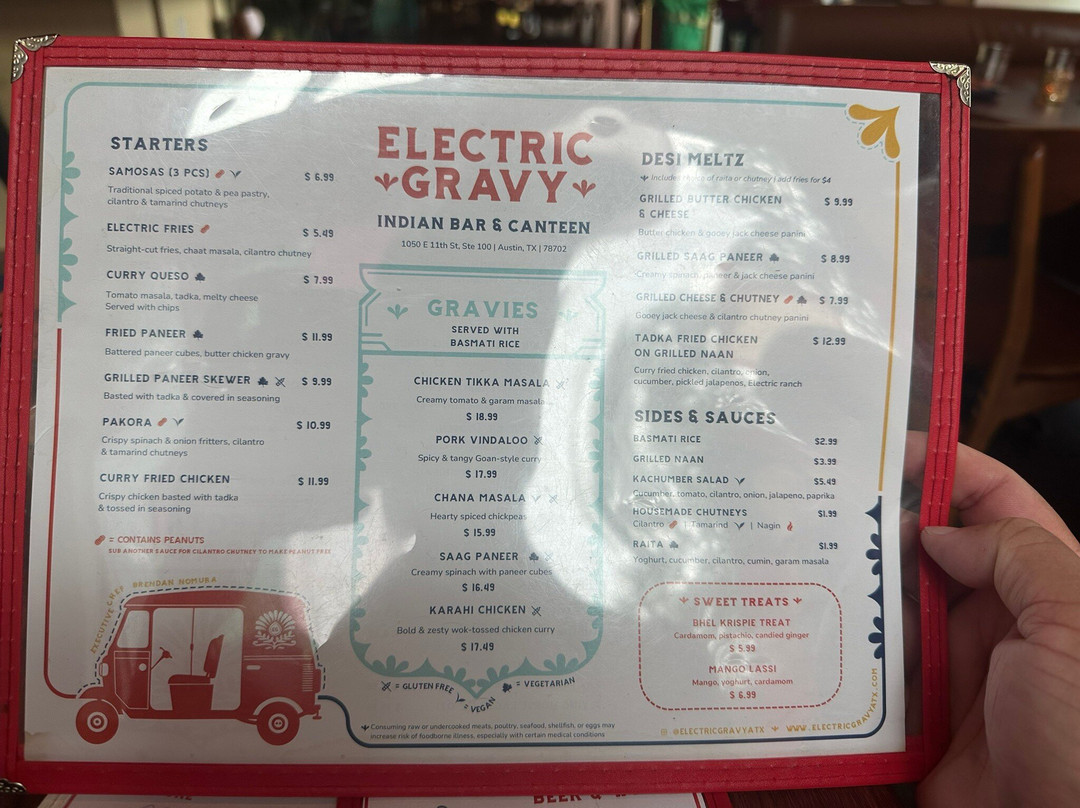 STARTERS
SAMOSAS (3 PCS) $ 6.99
Traditional spiced potato & pea pastry,
cilantro & tamarind chutneys
ELECTRIC FRIES $ 5.49
Straight-cut fries, chaat masala, cilantro chutney
CURRY QUESO $ 7.99
Tomato masala, tadka, melty cheese
Served with chips
FRIED PANEER $ 11.99
Battered paneer cubes, butter chicken gravy
GRILLED PANEER SKEWER $ 9.99
Basted with tadka & covered in seasoning
PAKORA $ 10.99
Crispy spinach & onion fritters, cilantro
& tamarind chutneys
CURRY FRIED CHICKEN $ 11.99
Crispy chicken basted with tadka
& tossed in seasoning
= CONTAINS PEANUTS
SUB ANOTHER SAUCE FOR CILANTRO CHUTNEY TO MAKE PEANUT FREE
EXECUTIVE CHEF BRENDAN NOMURA
ELECTRIC
GRAVY
INDIAN BAR & CANTEEN
1050 E 11th St, Ste 100 | Austin, TX | 78702
GRAVIES
SERVED WITH
BASMATI RICE
CHICKEN TIKKA MASALA
Creamy tomato & garam masala
$ 18.99
PORK VINDALOO
Spicy & tangy Goan-style curry
$ 17.99
CHANA MASALA
Hearty spiced chickpeas
$ 15.99
SAAG PANEER
Creamy spinach with paneer cubes
$ 16.49
KARAHI CHICKEN
Bold & zesty wok-tossed chicken curry
$ 17.49
= GLUTEN FREE = VEGAN = VEGETARIAN
Consuming raw or undercooked meats, poultry, seafood, shellfish, or eggs may
increase risk of foodborne illness, especially with certain medical conditions
DESI MELTZ
of raita or chutney | add fries for $4
GRILLED BUTTER CHICKEN $ 9.99
& CHEESE
Butter chicken & gooey jack cheese panini
GRILLED SAAG PANEER $ 8.99
Creamy spinach, paneer & jack cheese panini
GRILLED CHEESE & CHUTNEY $ 7.99
Gooey jack cheese & cilantro chutney panini
TADKA FRIED CHICKEN $ 12.99
ON GRILLED NAAN
Curry fried chicken, cilantro, onion,
cucumber, pickled jalapenos, Electric ranch
SIDES & SAUCES
BASMATI RICE $2.99
GRILLED NAAN $3.99
KACHUMBER SALAD $5.49
Cucumber, tomato, cilantro, onion, jalapeno, paprika
HOUSEMADE CHUTNEYS $1.99
Cilantro | Tamarind | Nagin
RAITA $1.99
Yoghurt, cucumber, cilantro, cumin, garam masala
SWEET TREATS
BHEL KRISPIE TREAT
Cardamom, pistachio, candied ginger
$ 5.99
MANGO LASSI
Mango, yoghurt, cardamom
$ 6.99
@ELECTRICGRAVYATX WWW.ELECTRICGRAVYATX.COM
BEER &